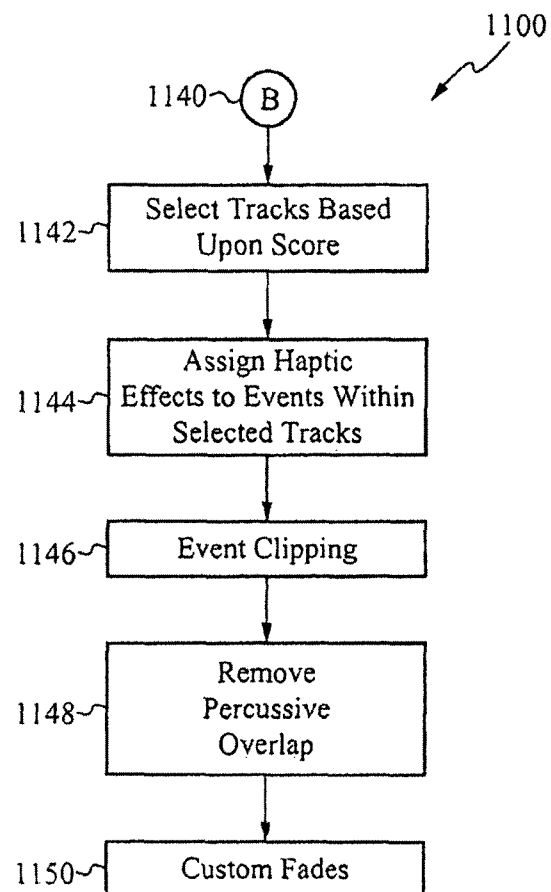 1100
1140
B
1142
Select Tracks Based
Upon Score
1144
Assign Haptic
Effects to Events Within
Selected Tracks
1146
Event Clipping
1148
Remove
Percussive
Overlap
1150
Custom Fades